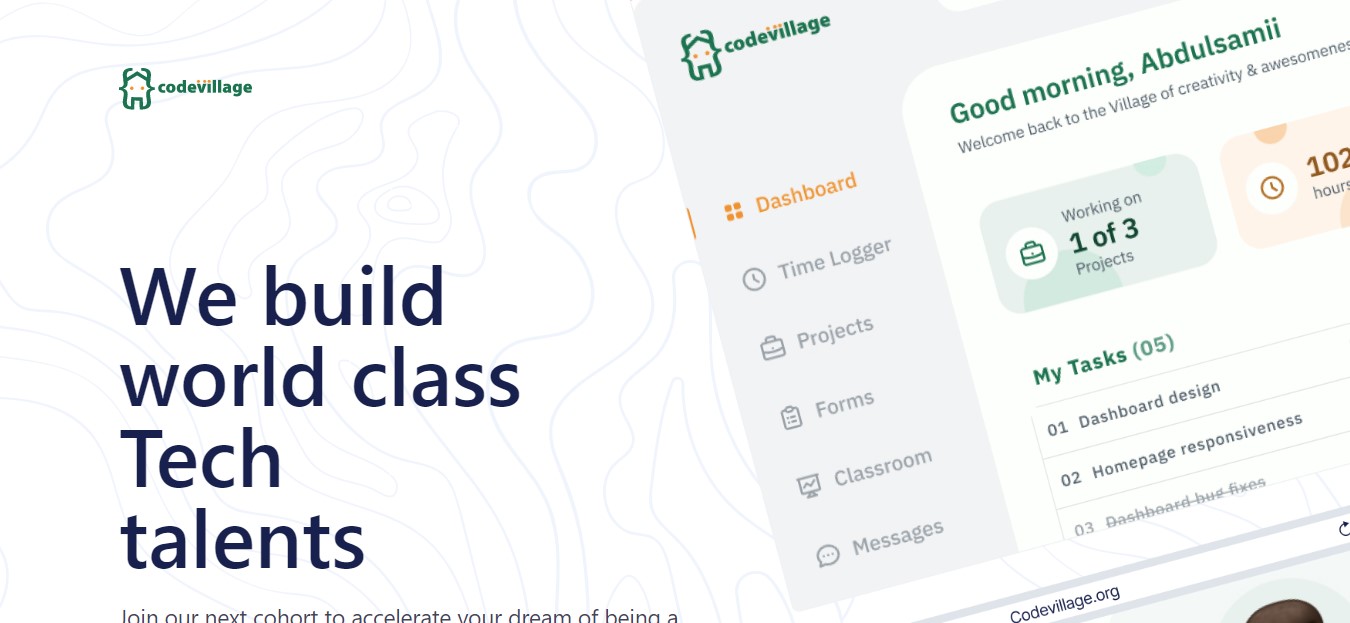 codevillage
We build
world class
Tech
talents
Join our next cohort to accelerate your dream of being a
codevillage
Dashboard
Time Logger
Projects
Forms
Classroom
Messages
Good morning, Abdulsamii
Welcome back to the Village of creativity & awesomeness
Working on
1 of 3
Projects
102
hours
My Tasks (05)
01 Dashboard design
02 Homepage responsiveness
03 Dashboard bug fixes
Codevillage.org